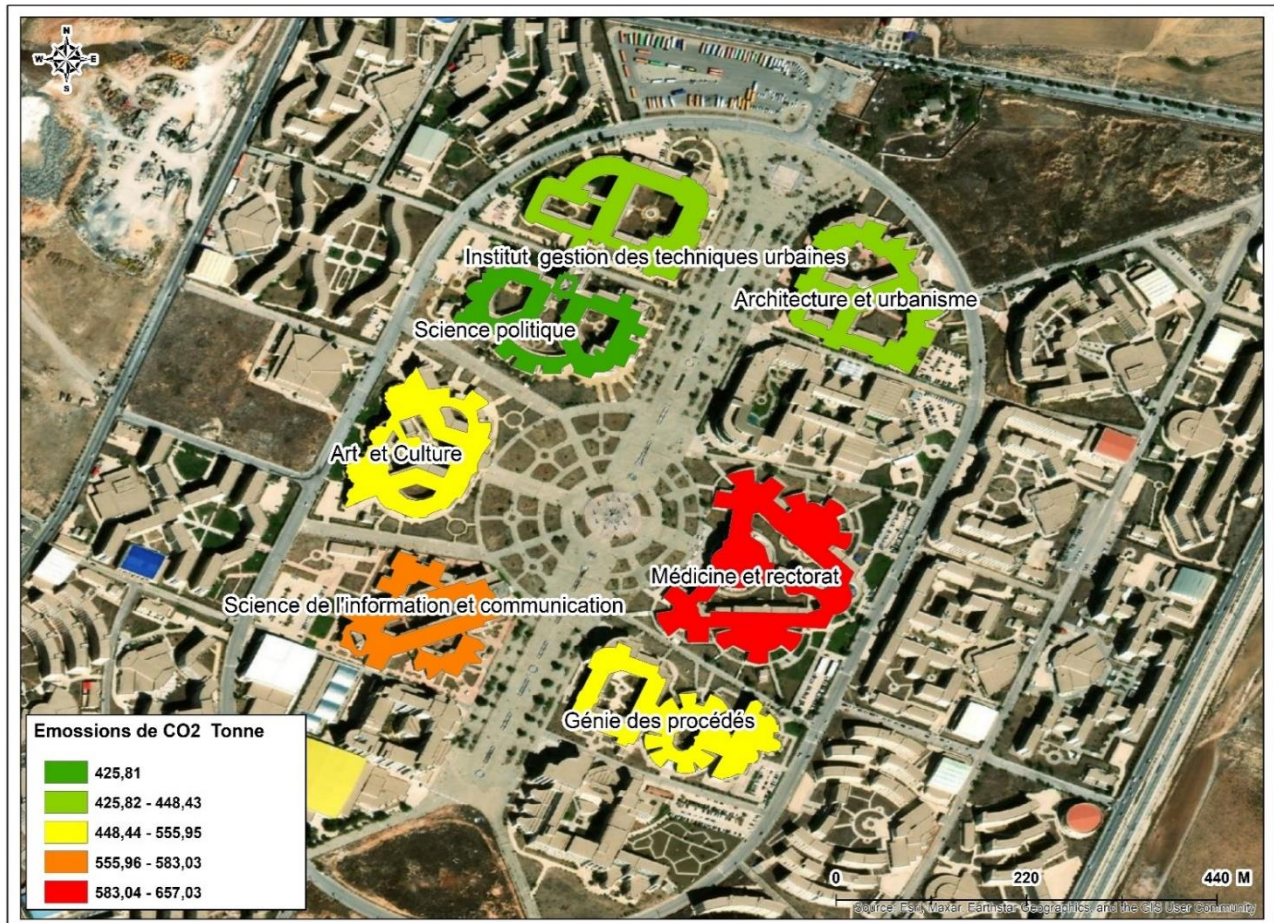 N
W E
S
Institut gestion des techniques urbaines
Architecture et urbanisme
Science politique
Art et Culture
Médicine et rectorat
Science de l'information et communication
Génie des procédés
Emossions de CO2 Tonne
425,81
425,82 - 448,43
448,44 - 555,95
555,96 - 583,03
583,04 - 657,03
0 220 440 M
Source: Esri, Maxar, Earthstar Geographics, and the GIS User Community